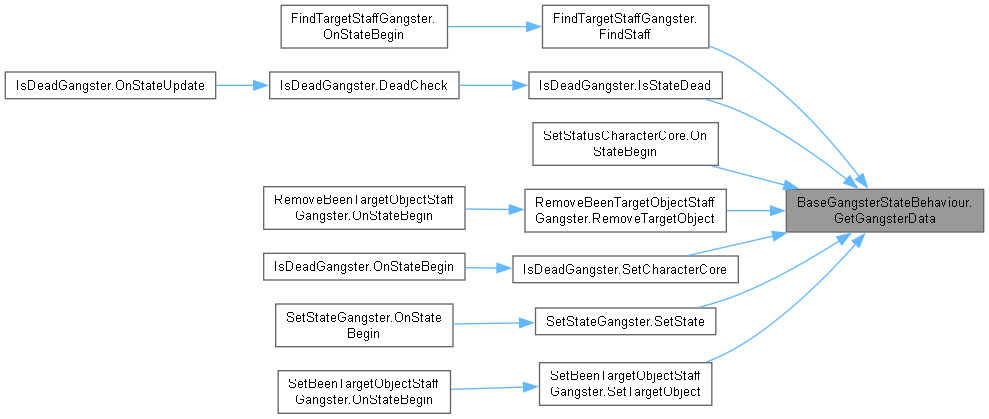 FindTargetStaffGangster.
OnStateBegin
FindTargetStaffGangster.
FindStaff
IsDeadGangster.OnStateUpdate
IsDeadGangster.DeadCheck
IsDeadGangster.IsStateDead
SetStatusCharacterCore.On
StateBegin
RemoveBeenTargetObjectStaff
Gangster.OnStateBegin
RemoveBeenTargetObjectStaff
Gangster.RemoveTargetObject
BaseGangsterStateBehaviour.
GetGangsterData
IsDeadGangster.OnStateBegin
IsDeadGangster.SetCharacterCore
SetStateGangster.OnState
Begin
SetStateGangster.SetState
SetBeenTargetObjectStaff
Gangster.OnStateBegin
SetBeenTargetObjectStaff
Gangster.SetTargetObject